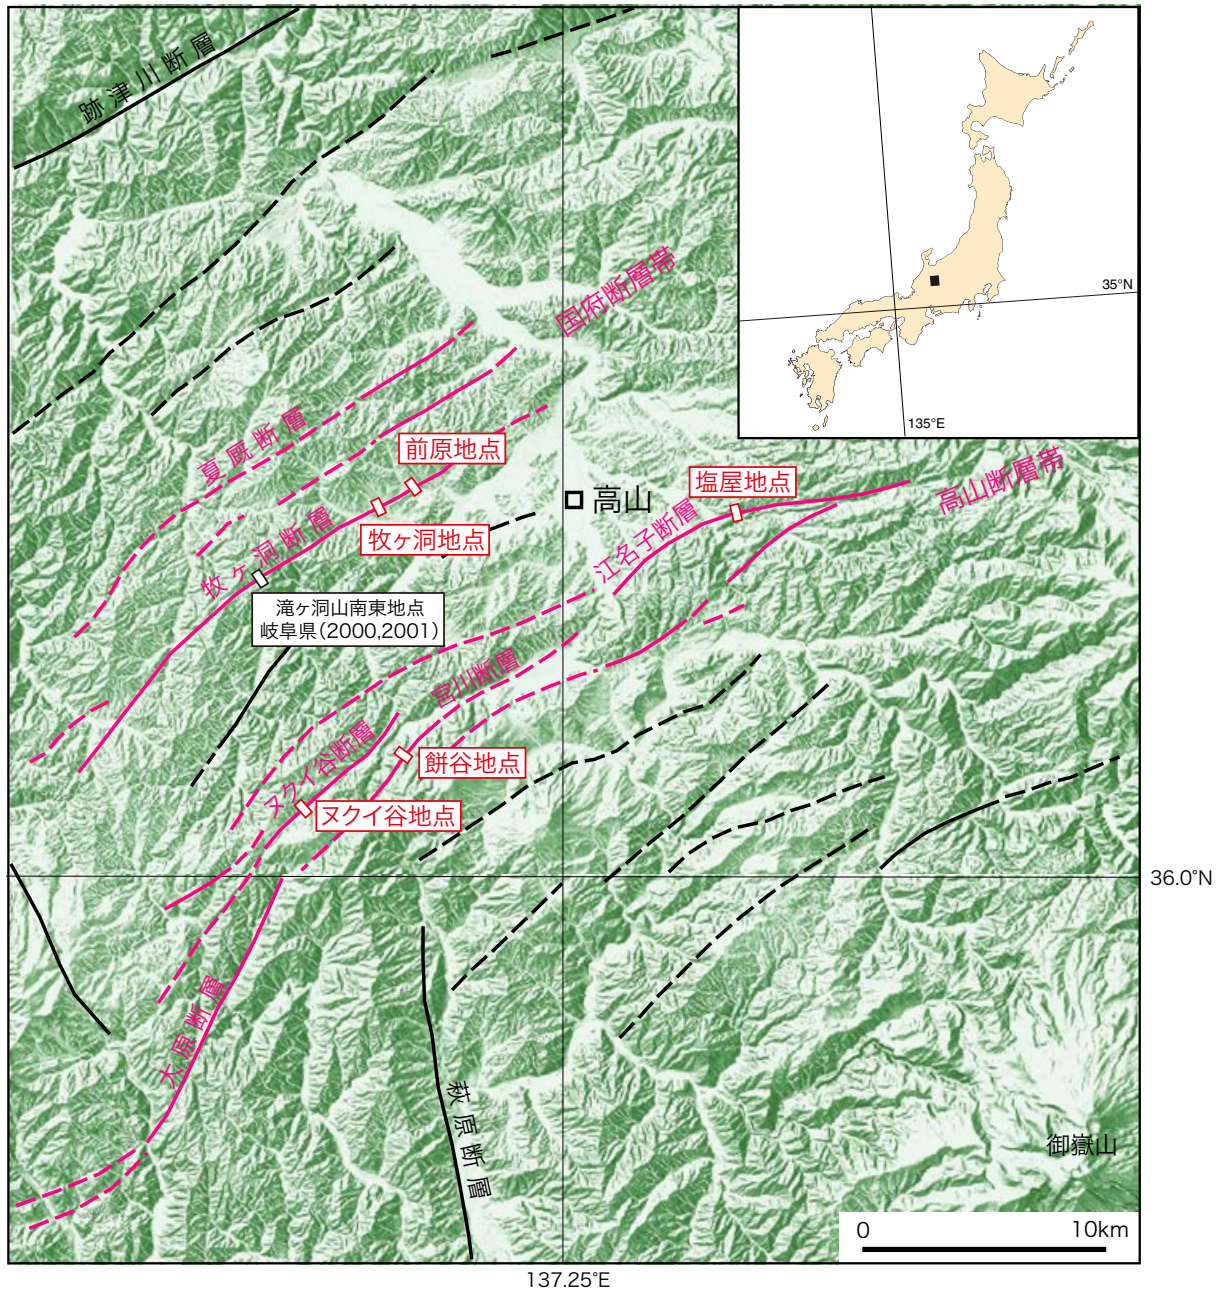 跡津川断層
35°N
135°E
国府断層帯
夏厩断層
前原地点
高山
塩屋地点
高山断層帯
牧ヶ洞地点
江名子断層
牧ヶ洞断層
滝ヶ洞山南東地点
岐阜県(2000,2001)
宮川断層
ヌクイ谷断層
餅谷地点
ヌクイ谷地点
36.0°N
大原断層
萩原断層
御嶽山
0
10km
137.25°E